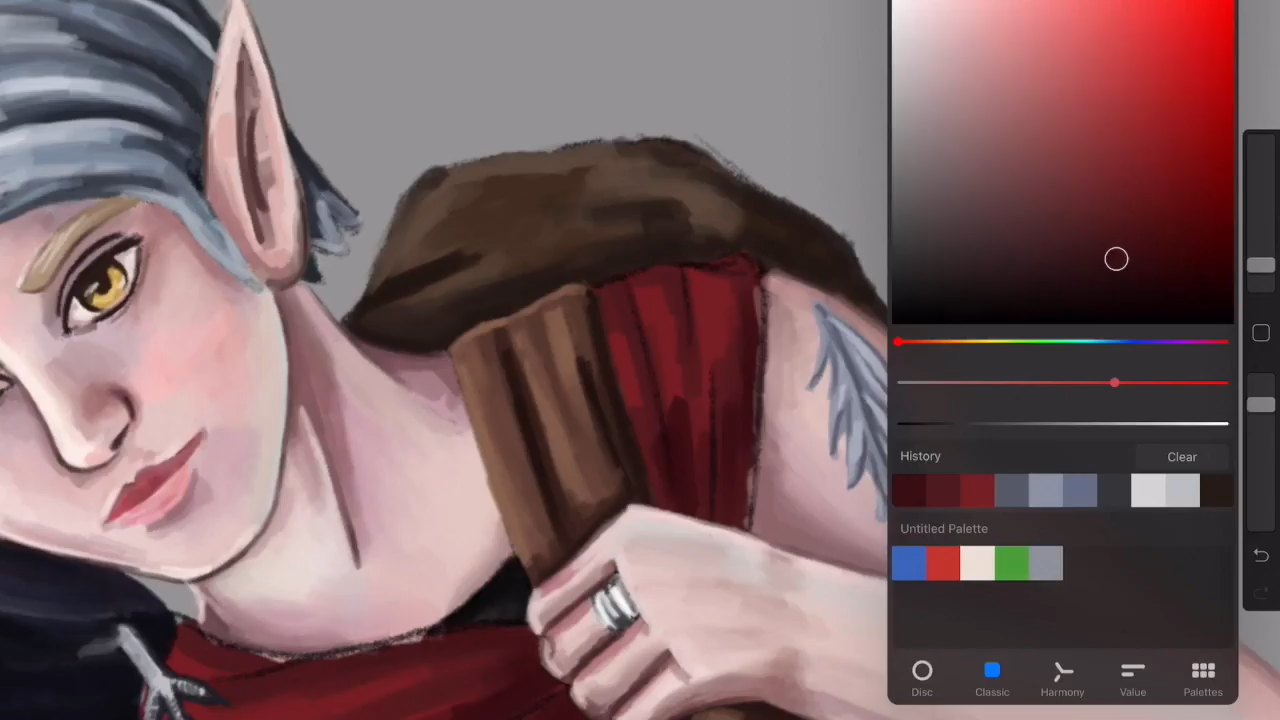 History
Clear
Untitled Palette
Disc
Classic
Harmony
Value
Palettes